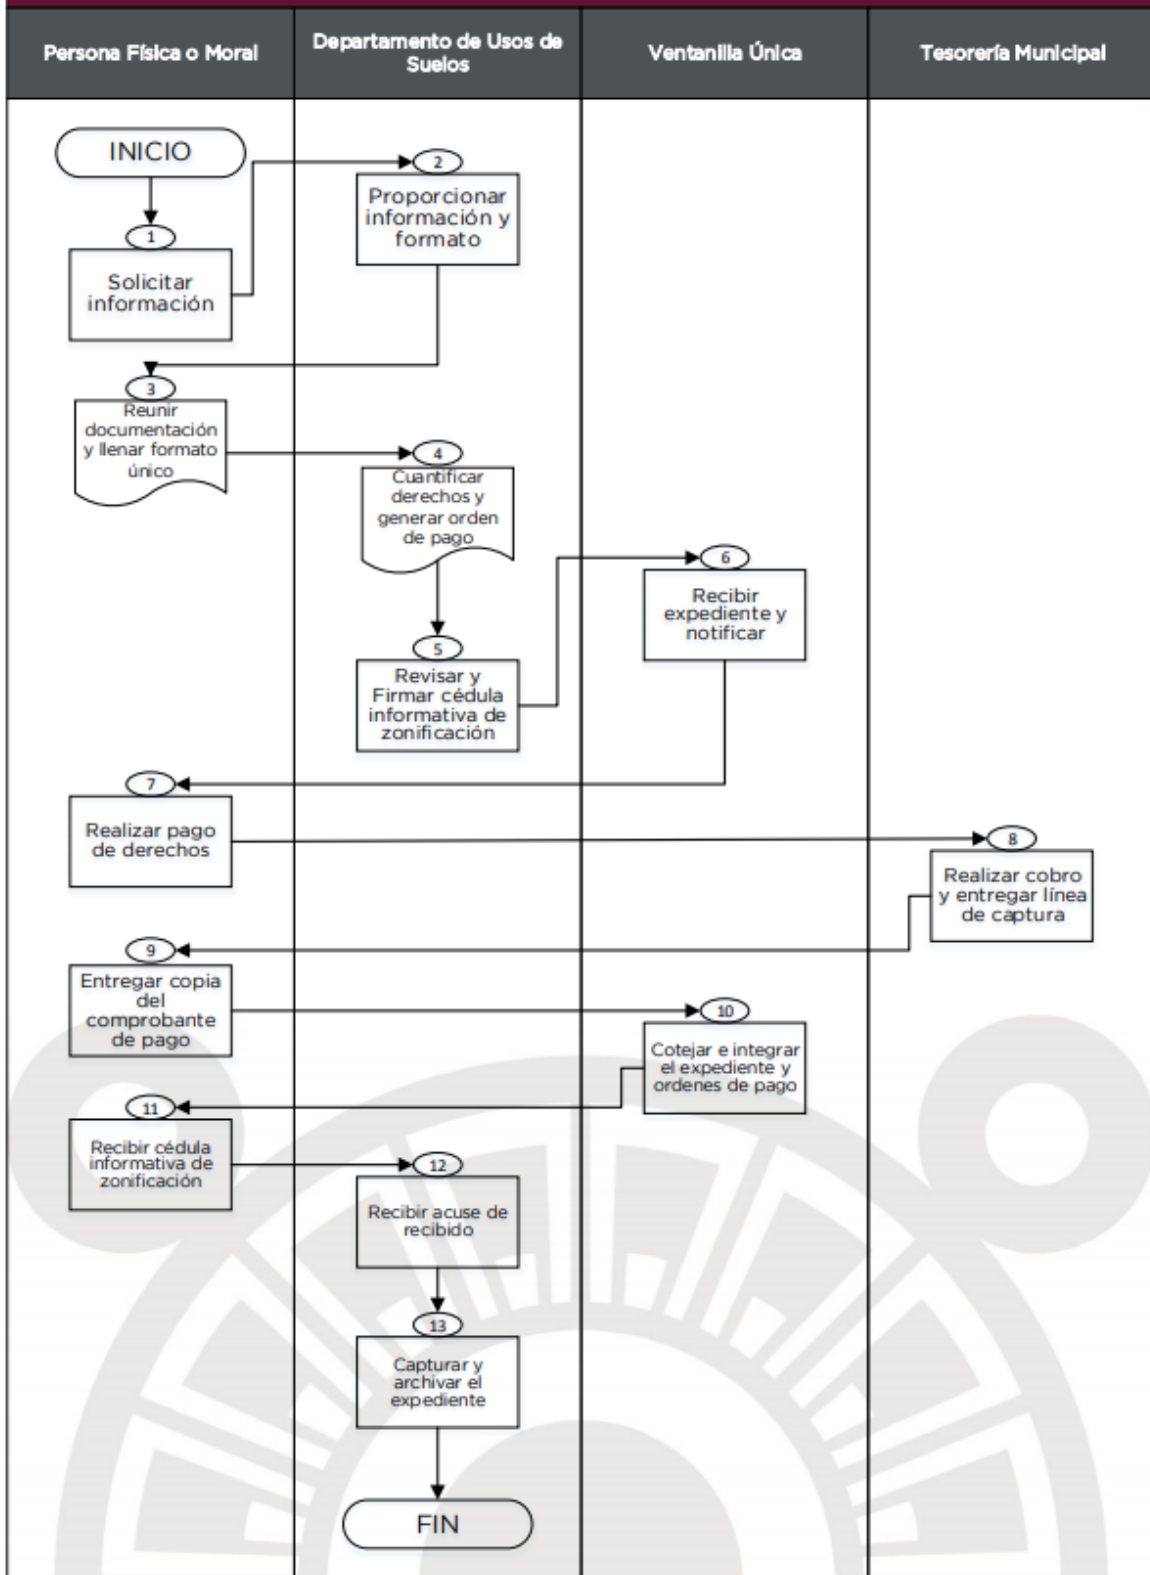 Persona Física o Moral
Departamento de Usos de
Suelos
Ventanilla Única
Tesorería Municipal
INICIO
1
Solicitar
información
2
Proporcionar
información y
formato
3
Reunir
documentación
y llenar formato
único
4
Cuantificar
derechos y
generar orden
de pago
5
Revisar y
Firmar cédula
informativa de
zonificación
6
Recibir
expediente y
notificar
7
Realizar pago
de derechos
8
Realizar cobro
y entregar línea
de captura
9
Entregar copia
del
comprobante
de pago
10
Cotejar e integrar
el expediente y
ordenes de pago
11
Recibir cédula
informativa de
zonificación
12
Recibir acuse de
recibido
13
Capturar y
archivar el
expediente
FIN